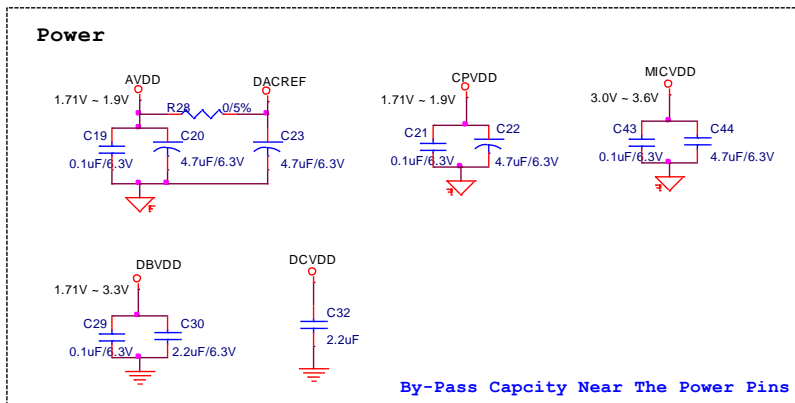 Power
AVDD
DACREF
1.71V ~ 1.9V
R28
0/5%
C19
0.1uF/6.3V
C20
4.7uF/6.3V
C23
4.7uF/6.3V
CPVDD
1.71V ~ 1.9V
C21
0.1uF/6.3V
C22
4.7uF/6.3V
MICVDD
3.0V ~ 3.6V
C43
0.1uF/6.3V
C44
4.7uF/6.3V
DBVDD
1.71V ~ 3.3V
C29
0.1uF/6.3V
C30
2.2uF/6.3V
DCVDD
C32
2.2uF
By-Pass Capcity Near The Power Pins